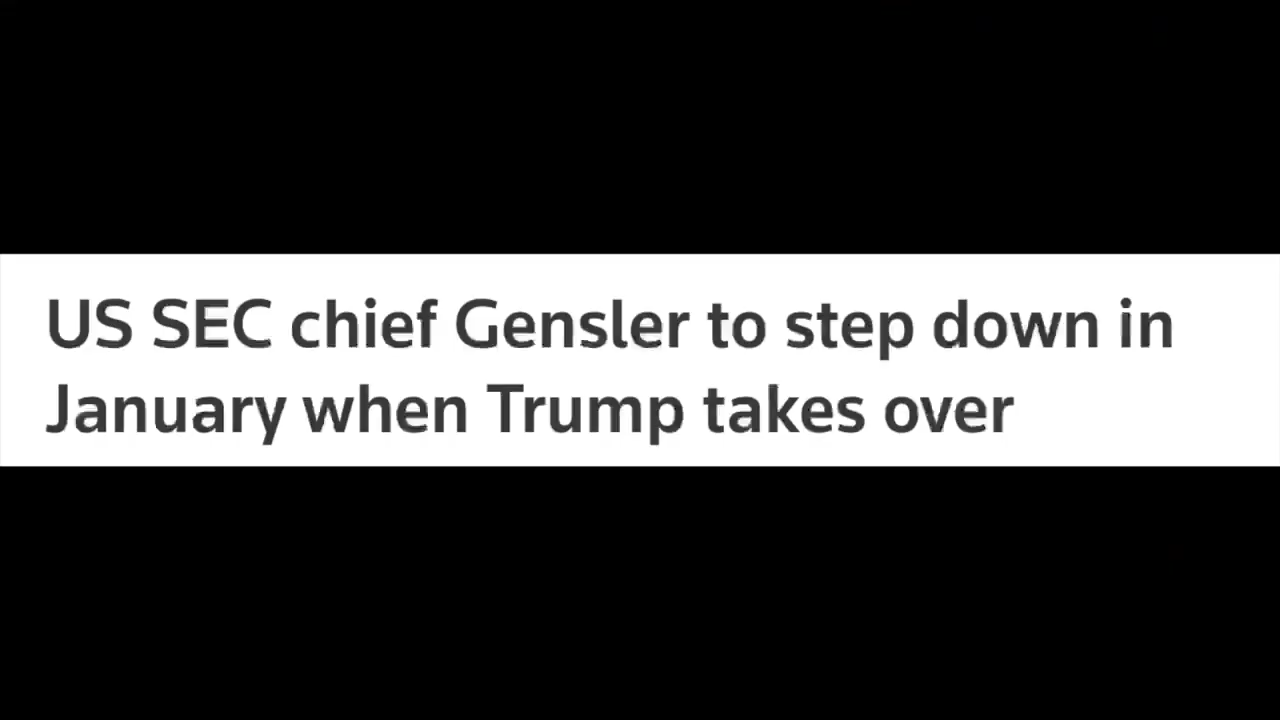 US SEC chief Gensler to step down in
January when Trump takes over